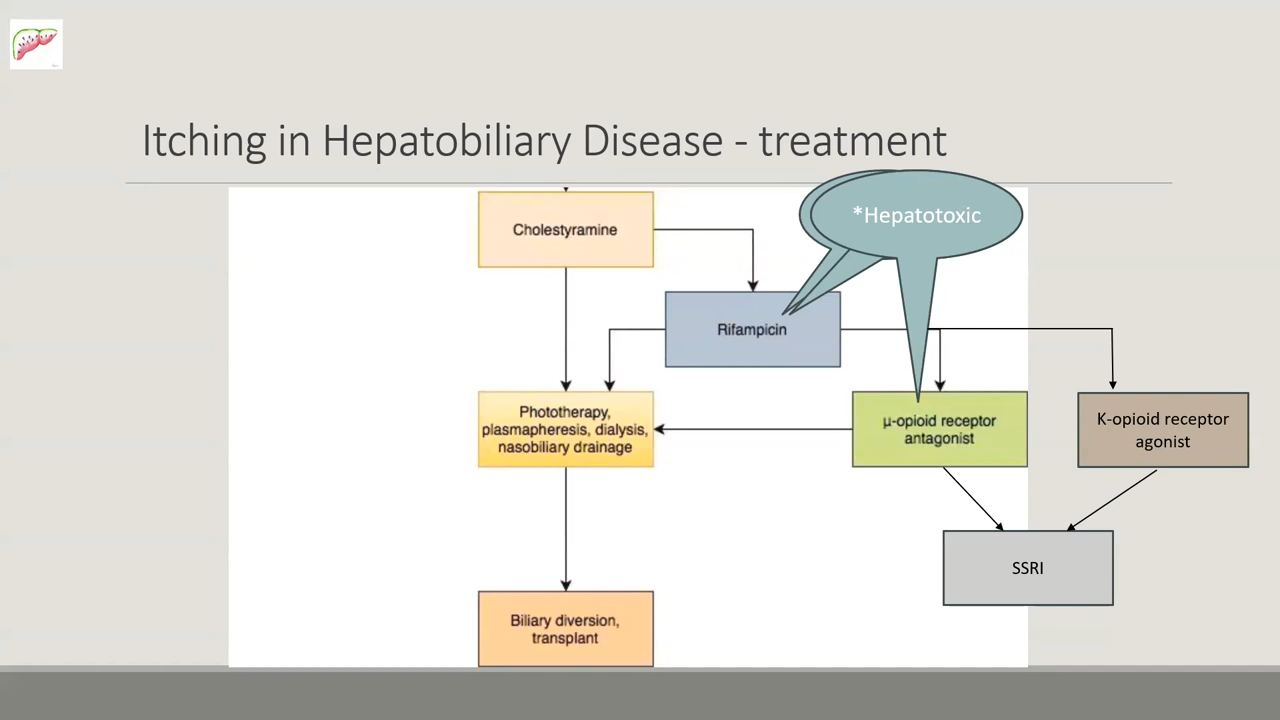 Itching in Hepatobiliary Disease - treatment
Cholestyramine
*Hepatotoxic
Rifampicin
Phototherapy,
plasmapheresis, dialysis,
nasobiliary drainage
µ-opioid receptor
antagonist
K-opioid receptor
agonist
SSRI
Biliary diversion,
transplant